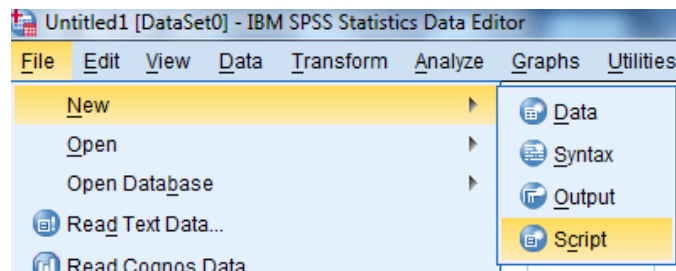 Untitled1 [DataSet0] - IBM SPSS Statistics Data Editor
File Edit View Data Transform Analyze Graphs Utilities
New
Open
Open Database
Read Text Data...
Read Cognos Data
Data
Syntax
Output
Script